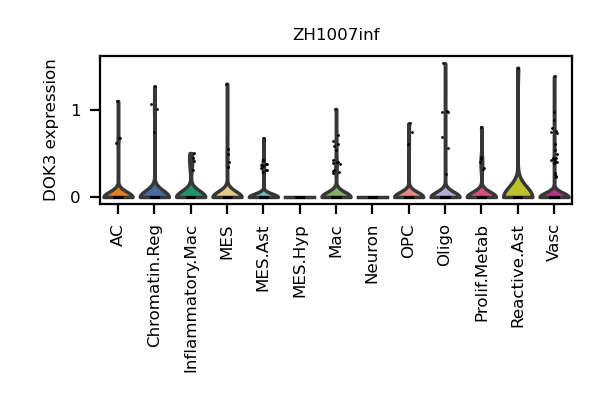 ZH1007inf
DOK3 expression
1
0
AC
Chromatin.Reg
Inflammatory.Mac
MES
MES.Ast
MES.Hyp
Mac
Neuron
OPC
Oligo
Prolif.Metab
Reactive.Ast
Vasc